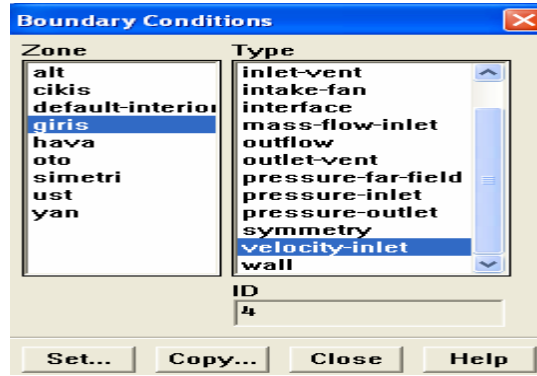 Boundary Conditions
Zone
alt
cikis
default-interior
giris
hava
oto
simetri
ust
yan
Type
inlet-vent
intake-fan
interface
mass-flow-inlet
outflow
outlet-vent
pressure-far-field
pressure-inlet
pressure-outlet
symmetry
velocity-inlet
wall
ID
4
Set... Copy... Close Help